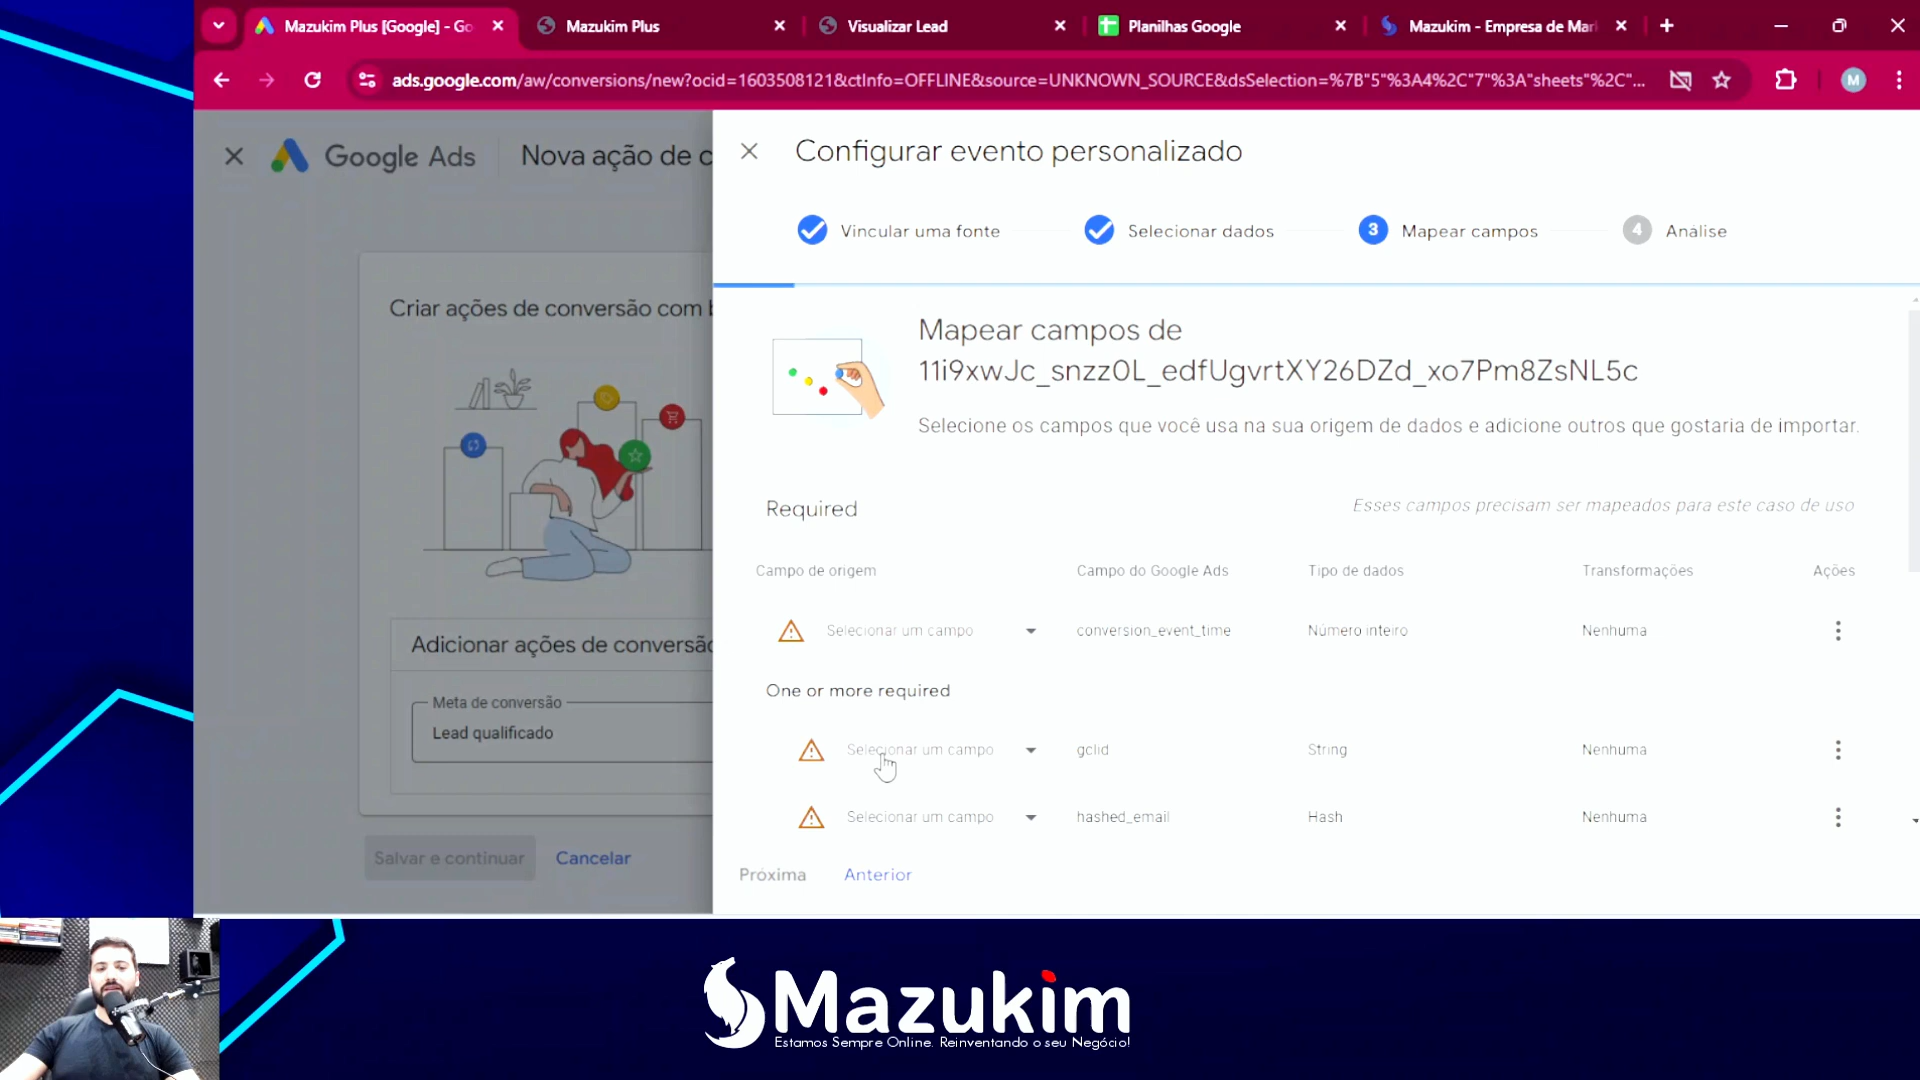 Mazukim Plus [Google] - Go
Mazukim Plus
Visualizar Lead
Planilhas Google
Mazukim - Empresa de Mar
ads.google.com/aw/conversions/new?ocid=1603508121&ctInfo=OFFLINE&source=UNKNOWN_SOURCE&dsSelection=%7B"5"%3A4%2C"7"%3A"sheets"%2C"...
M
Google Ads
Nova ação de c
Configurar evento personalizado
Vincular uma fonte
Selecionar dados
3
Mapear campos
4
Análise
Criar ações de conversão com b
Mapear campos de
11i9xwJc_snzz0L_edfUgvrtXY26DZd_xo7Pm8ZsNL5c
Selecione os campos que você usa na sua origem de dados e adicione outros que gostaria de importar.
Required
Esses campos precisam ser mapeados para este caso de uso
Campo de origem
Campo do Google Ads
Tipo de dados
Transformações
Ações
Selecionar um campo
conversion_event_time
Número inteiro
Nenhuma
Adicionar ações de conversão
One or more required
Meta de conversão
Lead qualificado
Selecionar um campo
gclid
String
Nenhuma
Selecionar um campo
hashed_email
Hash
Nenhuma
Salvar e continuar
Cancelar
Próxima
Anterior
Mazukim
Estamos Sempre Online. Reinventando o seu Negócio!